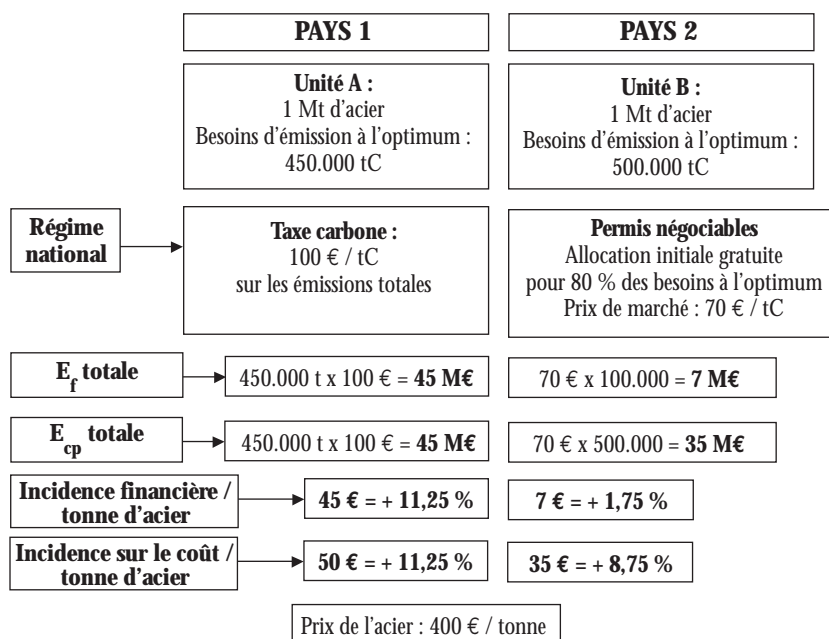 PAYS 1
PAYS 2
Unité A :
1 Mt d'acier
Besoins d'émission à l'optimum :
450.000 tC
Unité B :
1 Mt d'acier
Besoins d'émission à l'optimum :
500.000 tC
Régime
national
Taxe carbone :
100 € / tC
sur les émissions totales
Permis négociables
Allocation initiale gratuite
pour 80 % des besoins à l'optimum
Prix de marché : 70 € / tC
Ef totale
450.000 t x 100 € = 45 M€
70 € x 100.000 = 7 M€
Ecp totale
450.000 t x 100 € = 45 M€
70 € x 500.000 = 35 M€
Incidence financière /
tonne d'acier
45 € = + 11,25 %
7 € = + 1,75 %
Incidence sur le coût /
tonne d'acier
50 € = + 11,25 %
35 € = + 8,75 %
Prix de l'acier : 400 € / tonne